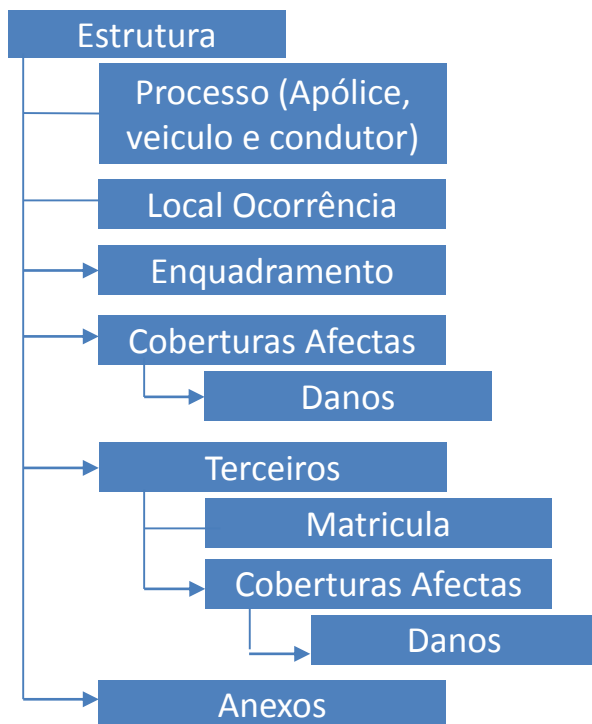 Estrutura
Processo (Apólice,
veiculo e condutor)
Local Ocorrência
Enquadramento
Coberturas Afectas
Danos
Terceiros
Matricula
Coberturas Afectas
Danos
Anexos